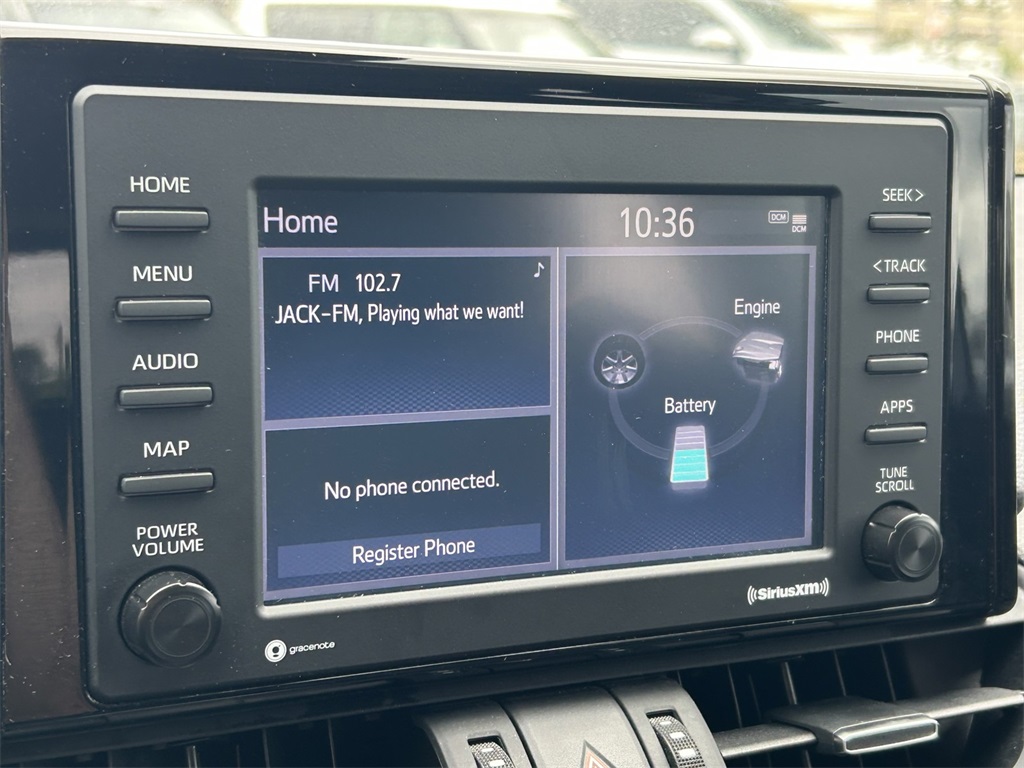 HOME
MENU
AUDIO
MAP
POWER
VOLUME
Home
10:36
DCM
DCM
FM 102.7
JACK-FM, Playing what we want!
No phone connected.
Register Phone
Engine
Battery
SEEK>
<TRACK
PHONE
APPS
TUNE
SCROLL
gracenote
((SiriusXM))